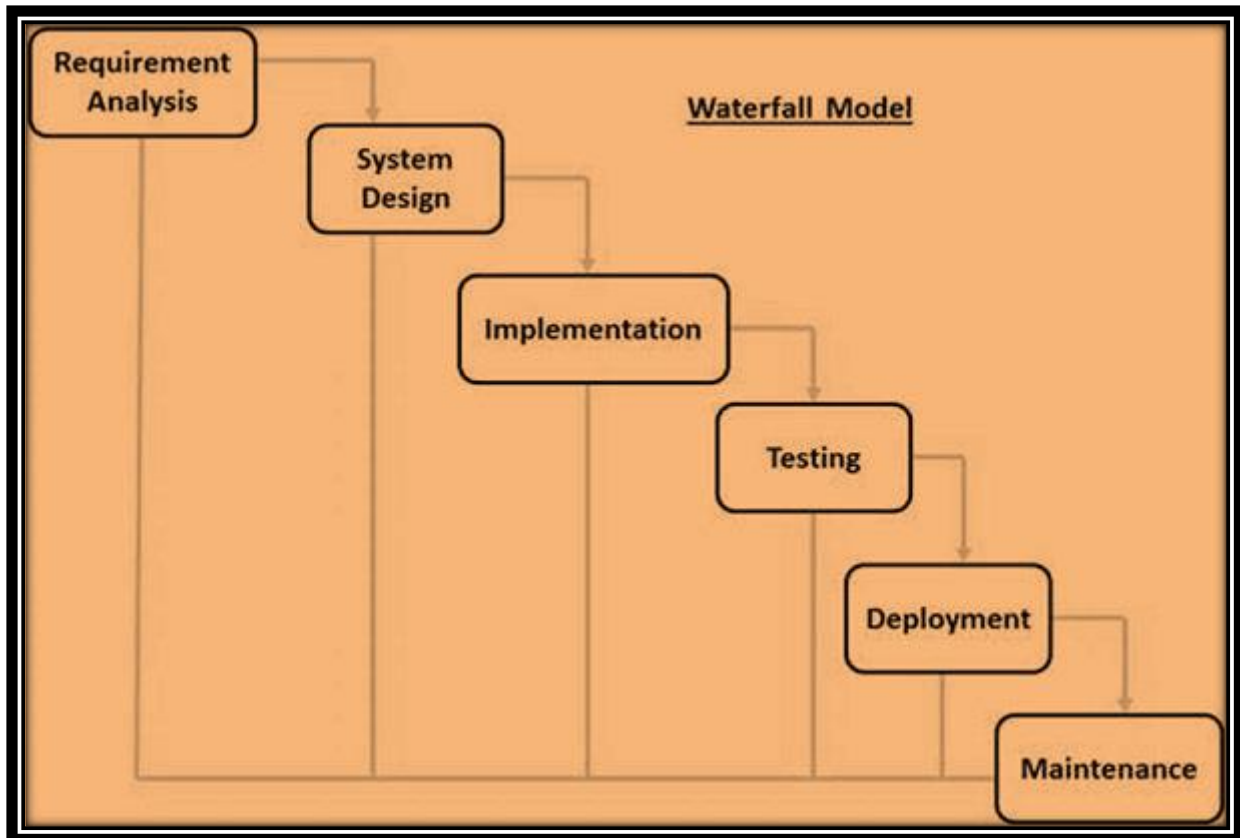 Requirement
Analysis
Waterfall Model
System
Design
Implementation
Testing
Deployment
Maintenance